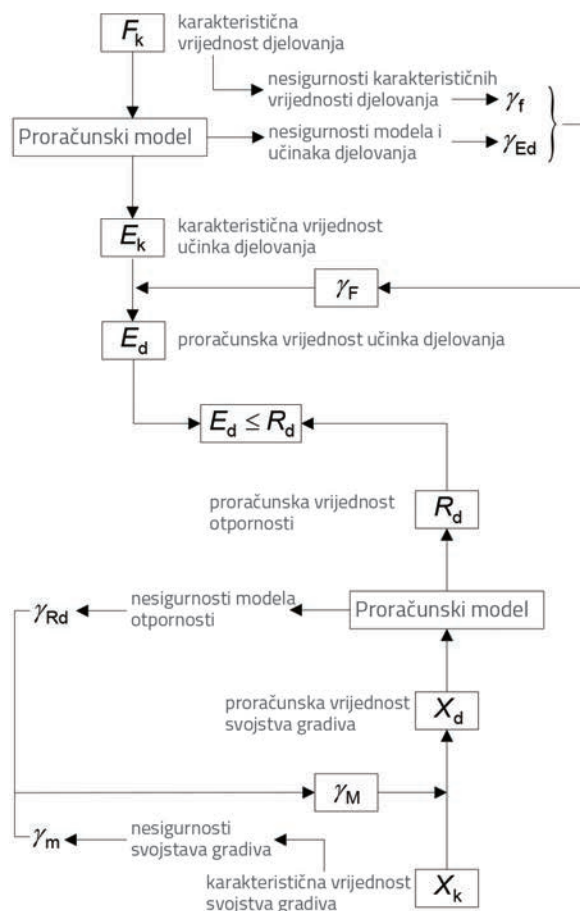 F_k
karakteristična
vrijednost djelovanja
nesigurnosti karakterističnih
vrijednosti djelovanja
γ_f
Proračunski model
nesigurnosti modela i
učinaka djelovanja
γ_Ed
E_k
karakteristična vrijednost
učinka djelovanja
γ_F
E_d
proračunska vrijednost učinka djelovanja
E_d ≤ R_d
proračunska vrijednost
otpornosti
R_d
γ_Rd
nesigurnosti modela
otpornosti
Proračunski model
proračunska vrijednost
svojstva gradiva
X_d
γ_M
γ_m
nesigurnosti
svojstava gradiva
karakteristična vrijednost
svojstva gradiva
X_k